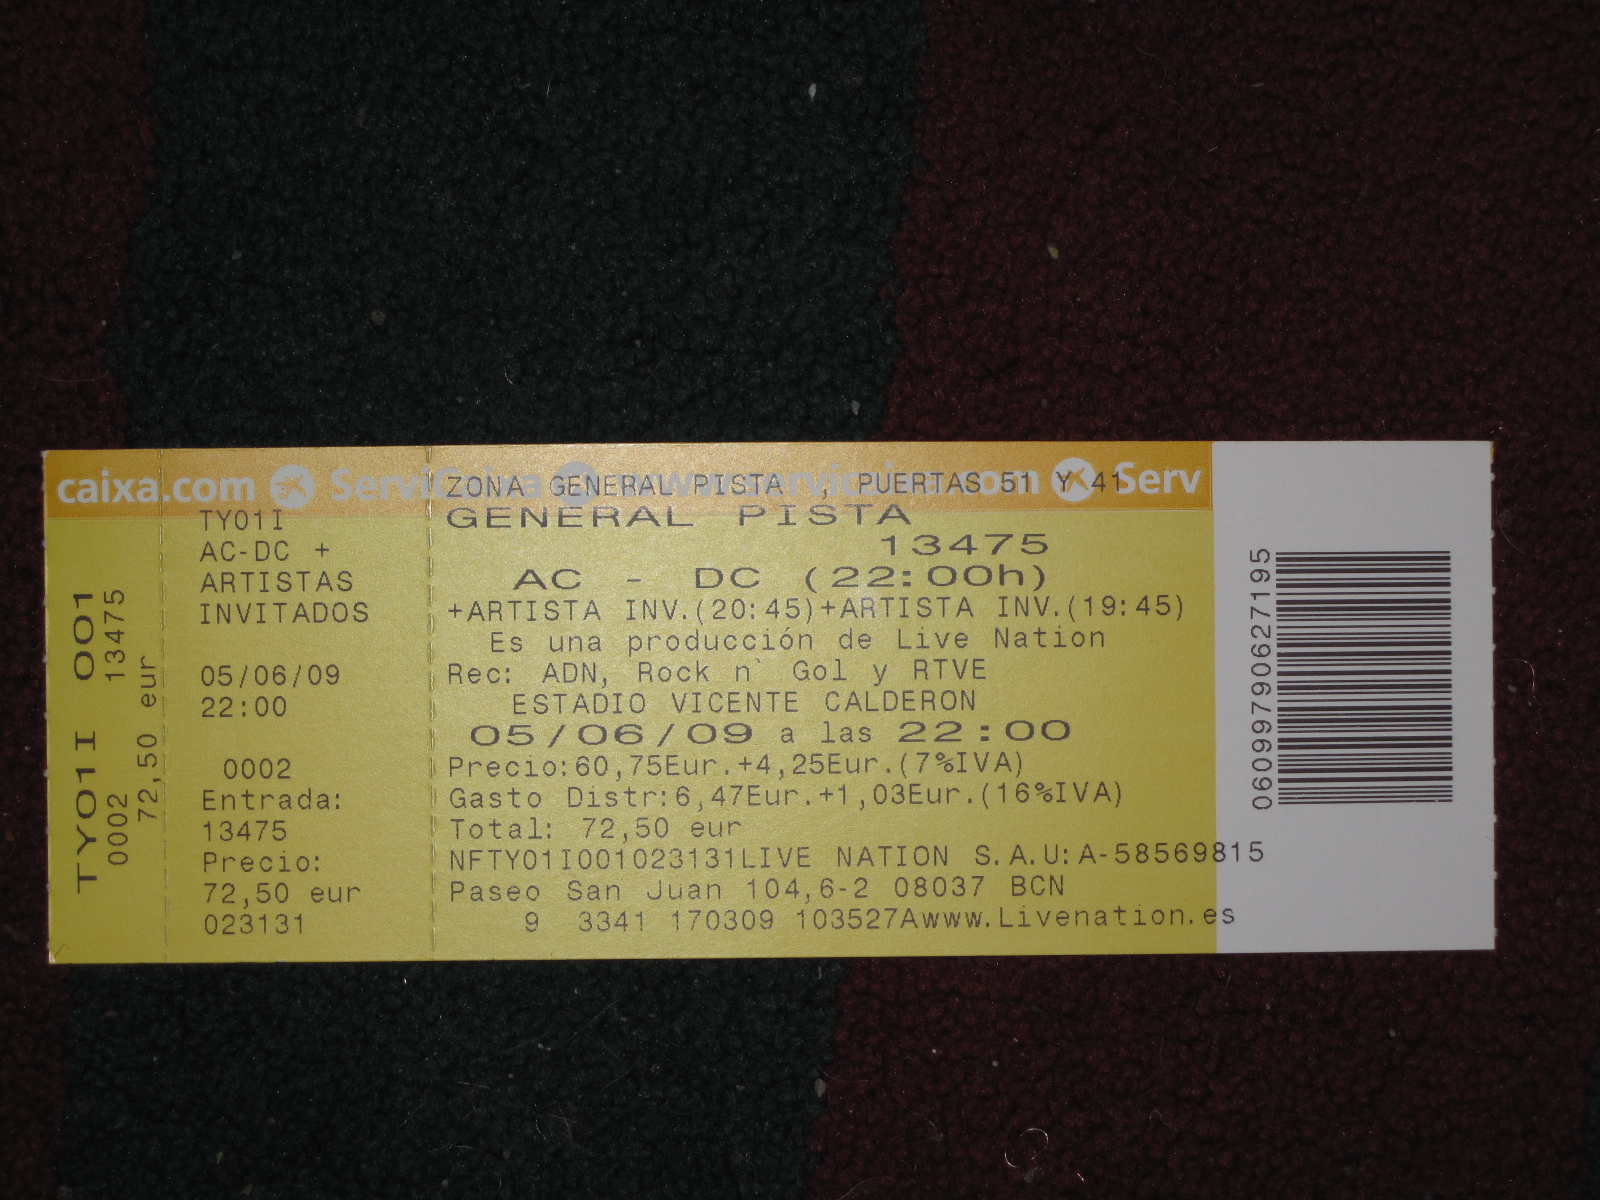 caixa.com ServiCaixa www.servicaixa.com Serv
TY01I 001
0002 13475
72,50 eur
TY01I
AC-DC +
ARTISTAS
INVITADOS
05/06/09
22:00
0002
Entrada:
13475
Precio:
72,50 eur
023131
ZONA GENERAL PISTA , PUERTAS 51 Y 41
GENERAL PISTA
13475
AC - DC (22:00h)
+ARTISTA INV.(20:45)+ARTISTA INV.(19:45)
Es una producción de Live Nation
Rec: ADN, Rock n` Gol y RTVE
ESTADIO VICENTE CALDERON
05/06/09 a las 22:00
Precio:60,75Eur.+4,25Eur.(7%IVA)
Gasto Distr:6,47Eur.+1,03Eur.(16%IVA)
Total: 72,50 eur
NFTY01I001023131LIVE NATION S.A.U:A-58569815
Paseo San Juan 104,6-2 08037 BCN
9 3341 170309 103527Awww.Livenation.es
0609979062719​5